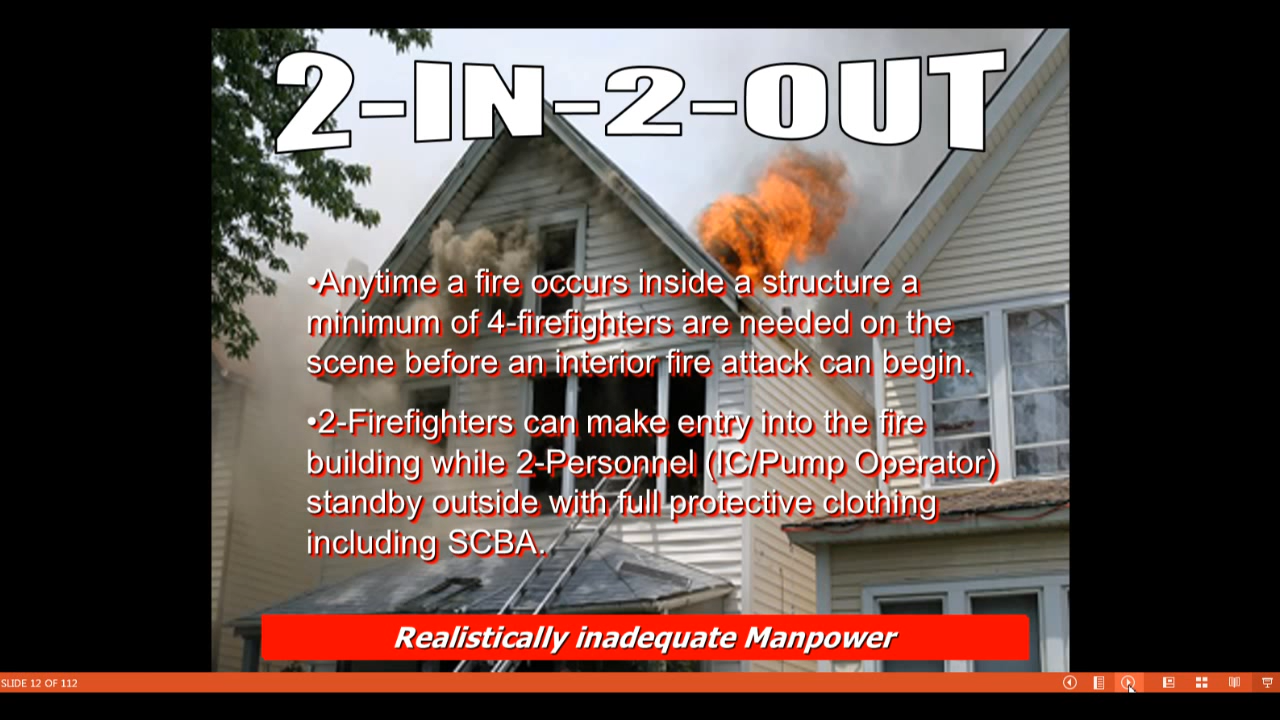 2-IN-2-OUT
•Anytime a fire occurs inside a structure a
minimum of 4-firefighters are needed on the
scene before an interior fire attack can begin.
•2-Firefighters can make entry into the fire
building while 2-Personnel (IC/Pump Operator)
standby outside with full protective clothing
including SCBA.
Realistically inadequate Manpower
SLIDE 12 OF 112